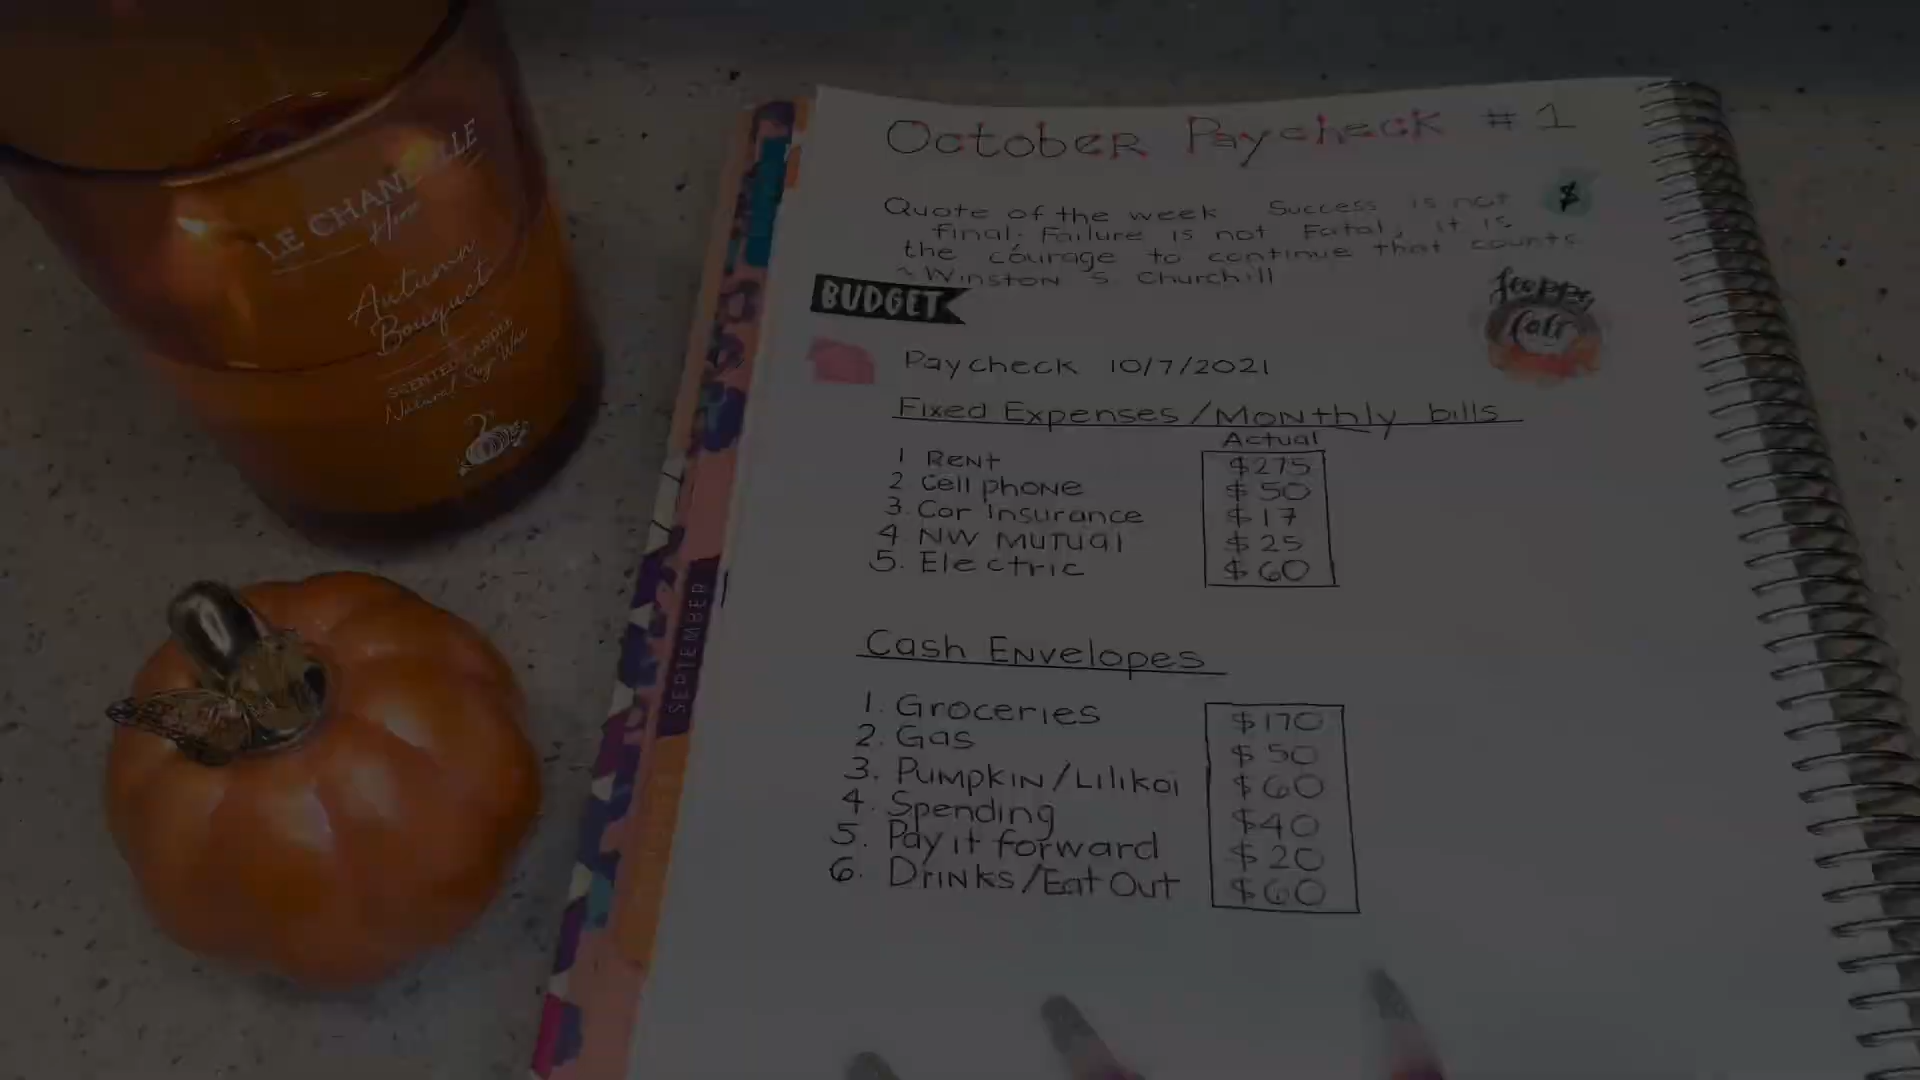 LE CHANDELLE
Home
Autumn
Bouquet
SCENTED CANDLE
Natural Soy Wax
SEPTEMBER
October Paycheck #1
Quote of the week Success is not
final. Failure is not Fatal, it is
the courage to continue that counts
~ Winston S Churchill
$
BUDGET
Happy
Paycheck 10/7/2021
Fixed Expenses/Monthly bills
Actual
1 Rent $275
2 Cell phone $50
3. Car Insurance $17
4 NW Mutual $25
5. Electric $60
Cash Envelopes
1. Groceries $170
2. Gas $50
3. Pumpkin/Lilikoi $60
4. Spending $40
5. Pay it forward $20
6. Drinks/Eat Out $60